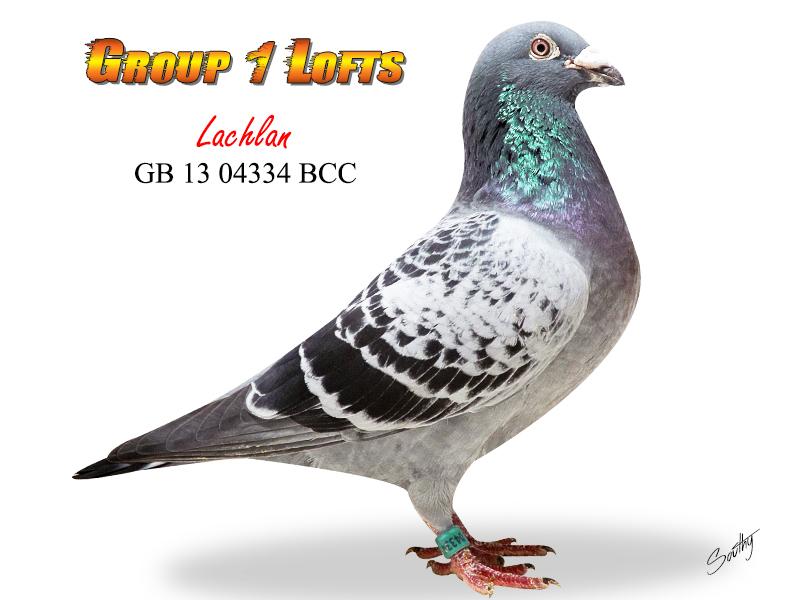 Group 1 Lofts
Lachlan
GB 13 04334 BCC
Southy